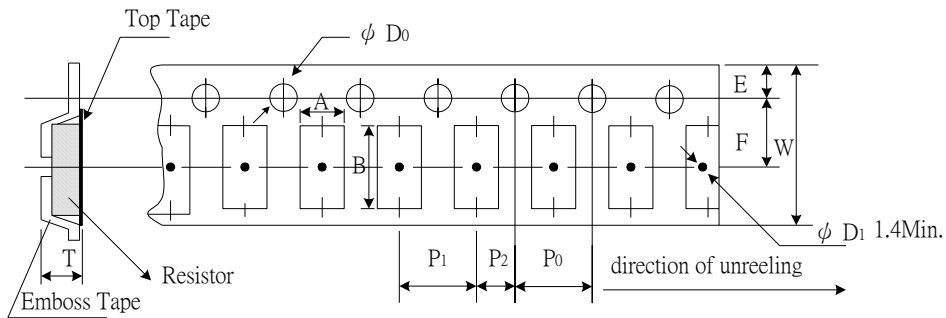 Top Tape
ψ D0
A
E
B
F
W
T
Resistor
Emboss Tape
P1
P2
P0
ψ D1 1.4Min.
direction of unreeling